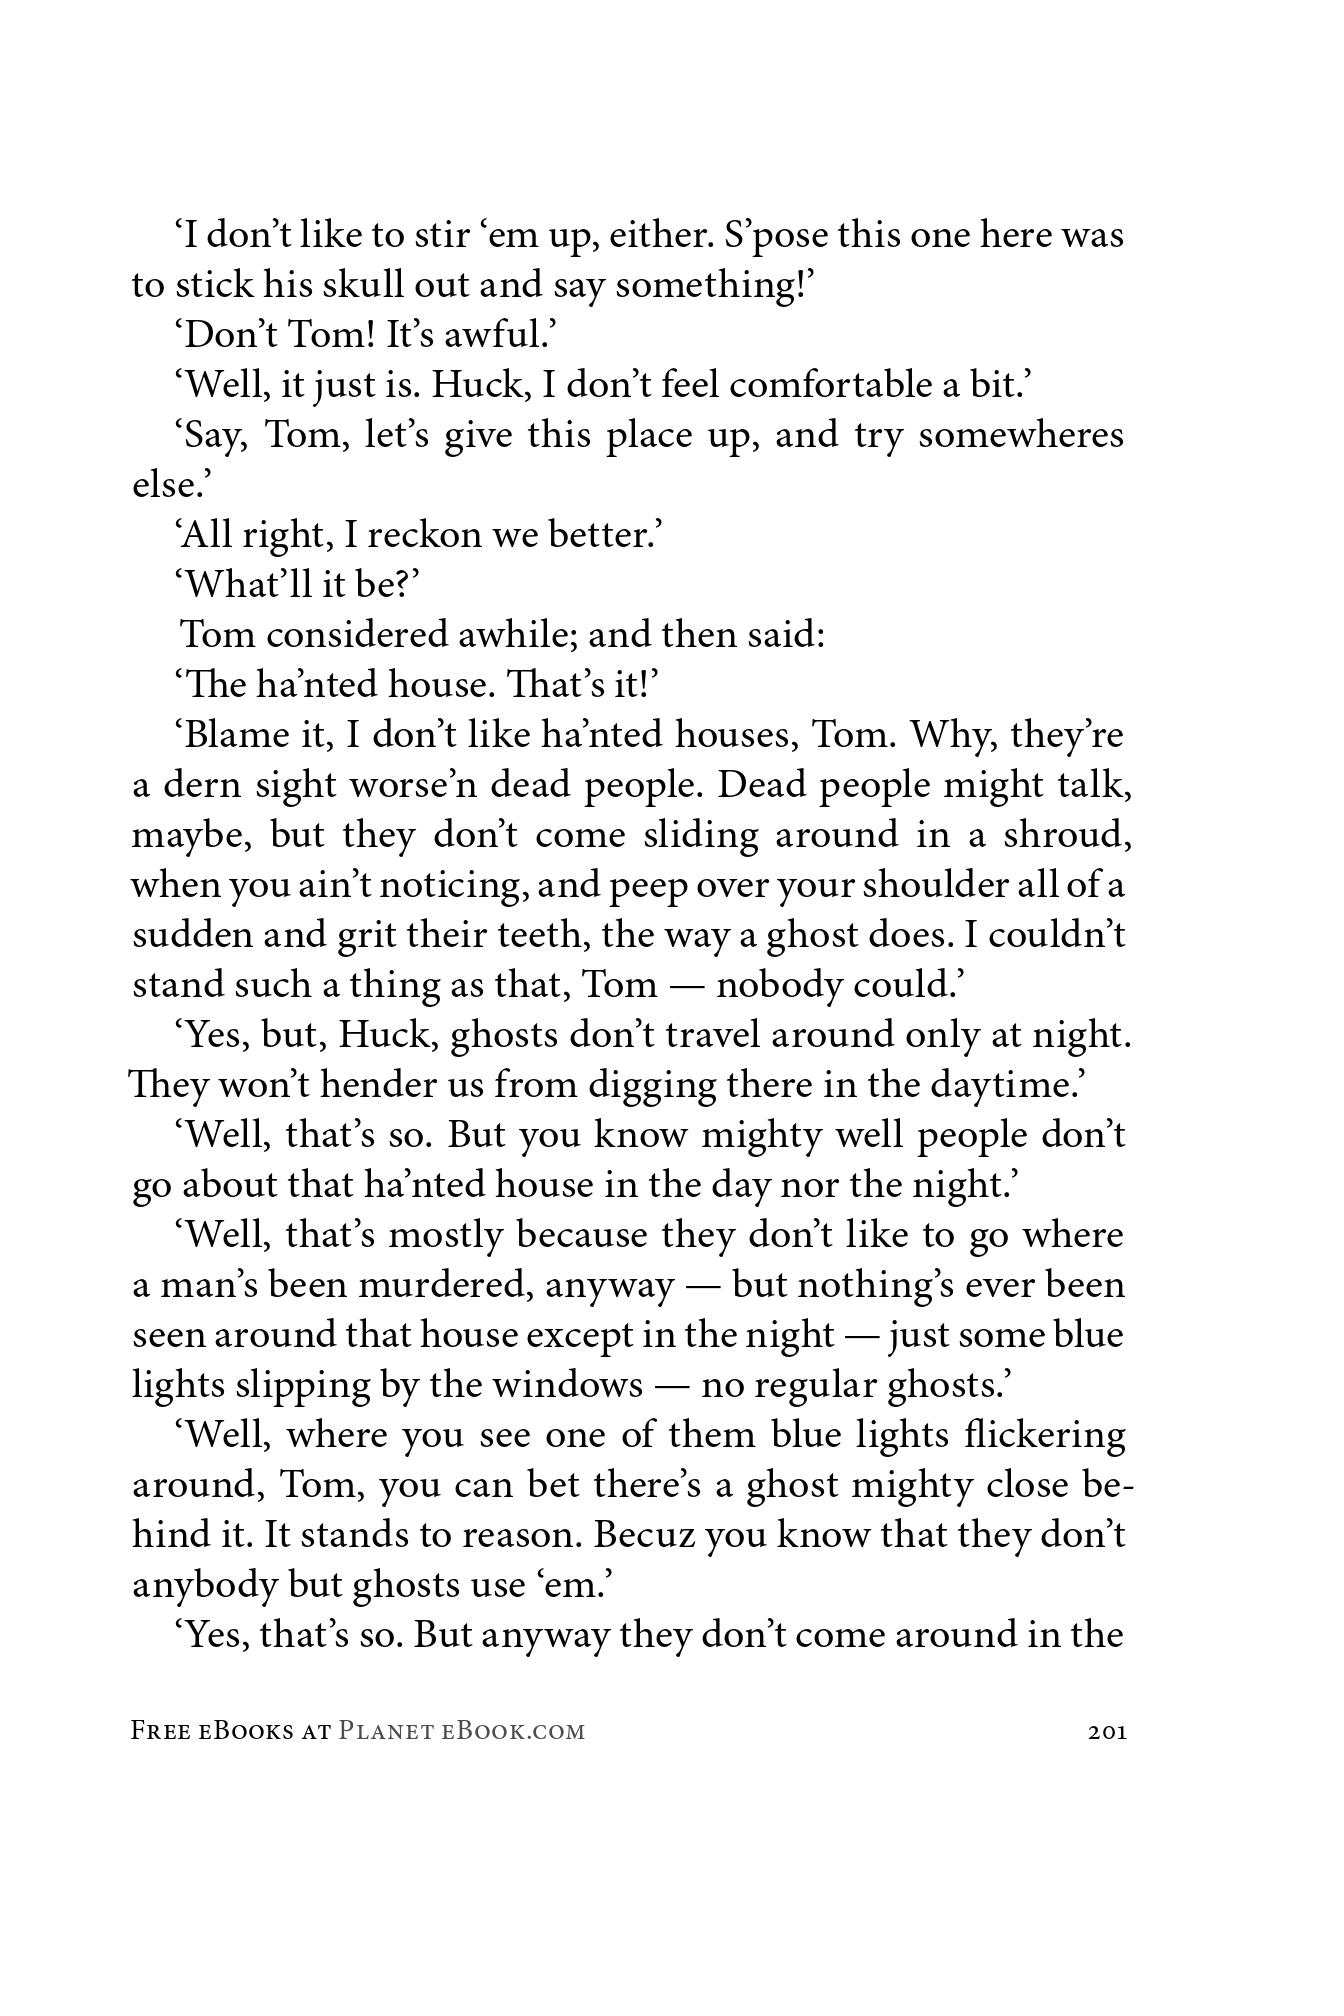 ‘I don’t like to stir ‘em up, either. S’pose this one here was
to stick his skull out and say something!’
‘Don’t Tom! It’s awful.’
‘Well, it just is. Huck, I don’t feel comfortable a bit.’
‘Say, Tom, let’s give this place up, and try somewheres
else.’
‘All right, I reckon we better.’
‘What’ll it be?’
Tom considered awhile; and then said:
‘The ha’nted house. That’s it!’
‘Blame it, I don’t like ha’nted houses, Tom. Why, they’re
a dern sight worse’n dead people. Dead people might talk,
maybe, but they don’t come sliding around in a shroud,
when you ain’t noticing, and peep over your shoulder all of a
sudden and grit their teeth, the way a ghost does. I couldn’t
stand such a thing as that, Tom — nobody could.’
‘Yes, but, Huck, ghosts don’t travel around only at night.
They won’t hender us from digging there in the daytime.’
‘Well, that’s so. But you know mighty well people don’t
go about that ha’nted house in the day nor the night.’
‘Well, that’s mostly because they don’t like to go where
a man’s been murdered, anyway — but nothing’s ever been
seen around that house except in the night — just some blue
lights slipping by the windows — no regular ghosts.’
‘Well, where you see one of them blue lights flickering
around, Tom, you can bet there’s a ghost mighty close be-
hind it. It stands to reason. Becuz you know that they don’t
anybody but ghosts use ‘em.’
‘Yes, that’s so. But anyway they don’t come around in the
Free eBooks at Planet eBook.com 201